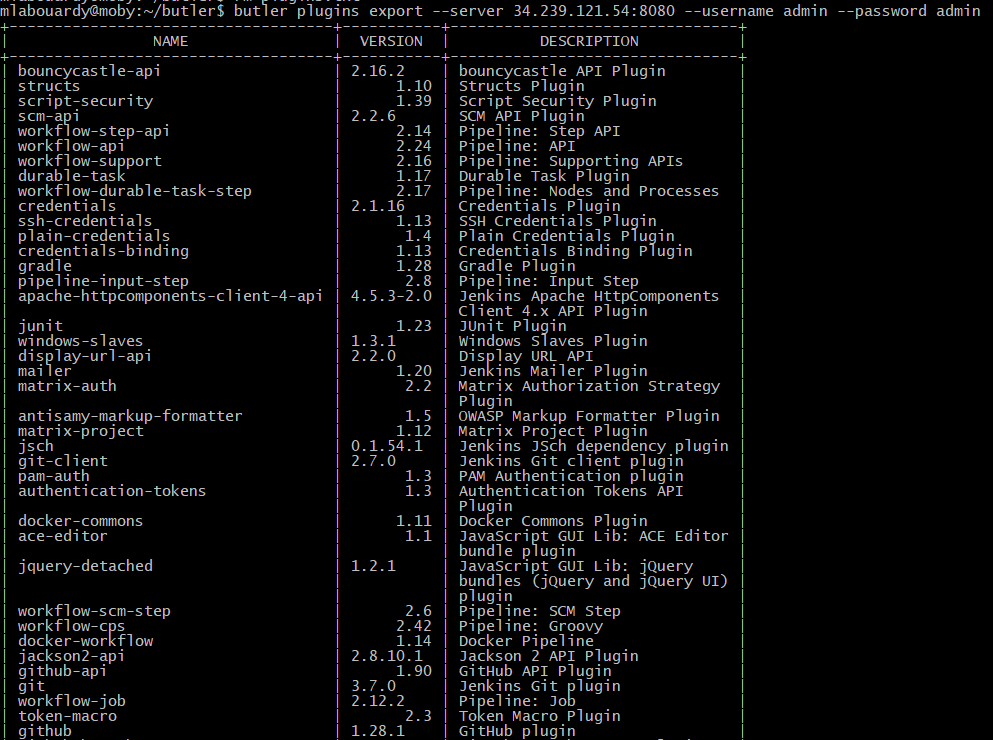 mlabouardy@moby:~/butler$ butler plugins export --server 34.239.121.54:8080 --username admin --password admin
NAME | VERSION | DESCRIPTION
bouncycastle-api | 2.16.2 | bouncycastle API Plugin
structs | 1.10 | Structs Plugin
script-security | 1.39 | Script Security Plugin
scm-api | 2.2.6 | SCM API Plugin
workflow-step-api | 2.14 | Pipeline: Step API
workflow-api | 2.24 | Pipeline: API
workflow-support | 2.16 | Pipeline: Supporting APIs
durable-task | 1.17 | Durable Task Plugin
workflow-durable-task-step | 2.17 | Pipeline: Nodes and Processes
credentials | 2.1.16 | Credentials Plugin
ssh-credentials | 1.13 | SSH Credentials Plugin
plain-credentials | 1.4 | Plain Credentials Plugin
credentials-binding | 1.13 | Credentials Binding Plugin
gradle | 1.28 | Gradle Plugin
pipeline-input-step | 2.8 | Pipeline: Input Step
apache-httpcomponents-client-4-api | 4.5.3-2.0 | Jenkins Apache HttpComponents
| | Client 4.x API Plugin
junit | 1.23 | JUnit Plugin
windows-slaves | 1.3.1 | Windows Slaves Plugin
display-url-api | 2.2.0 | Display URL API
mailer | 1.20 | Jenkins Mailer Plugin
matrix-auth | 2.2 | Matrix Authorization Strategy
| | Plugin
antisamy-markup-formatter | 1.5 | OWASP Markup Formatter Plugin
matrix-project | 1.12 | Matrix Project Plugin
jsch | 0.1.54.1 | Jenkins JSch dependency plugin
git-client | 2.7.0 | Jenkins Git client plugin
pam-auth | 1.3 | PAM Authentication plugin
authentication-tokens | 1.3 | Authentication Tokens API
| | Plugin
docker-commons | 1.11 | Docker Commons Plugin
ace-editor | 1.1 | JavaScript GUI Lib: ACE Editor
| | bundle plugin
jquery-detached | 1.2.1 | JavaScript GUI Lib: jQuery
| | bundles (jQuery and jQuery UI)
| | plugin
workflow-scm-step | 2.6 | Pipeline: SCM Step
workflow-cps | 2.42 | Pipeline: Groovy
docker-workflow | 1.14 | Docker Pipeline
jackson2-api | 2.8.10.1 | Jackson 2 API Plugin
github-api | 1.90 | GitHub API Plugin
git | 3.7.0 | Jenkins Git plugin
workflow-job | 2.12.2 | Pipeline: Job
token-macro | 2.3 | Token Macro Plugin
github | 1.28.1 | GitHub plugin